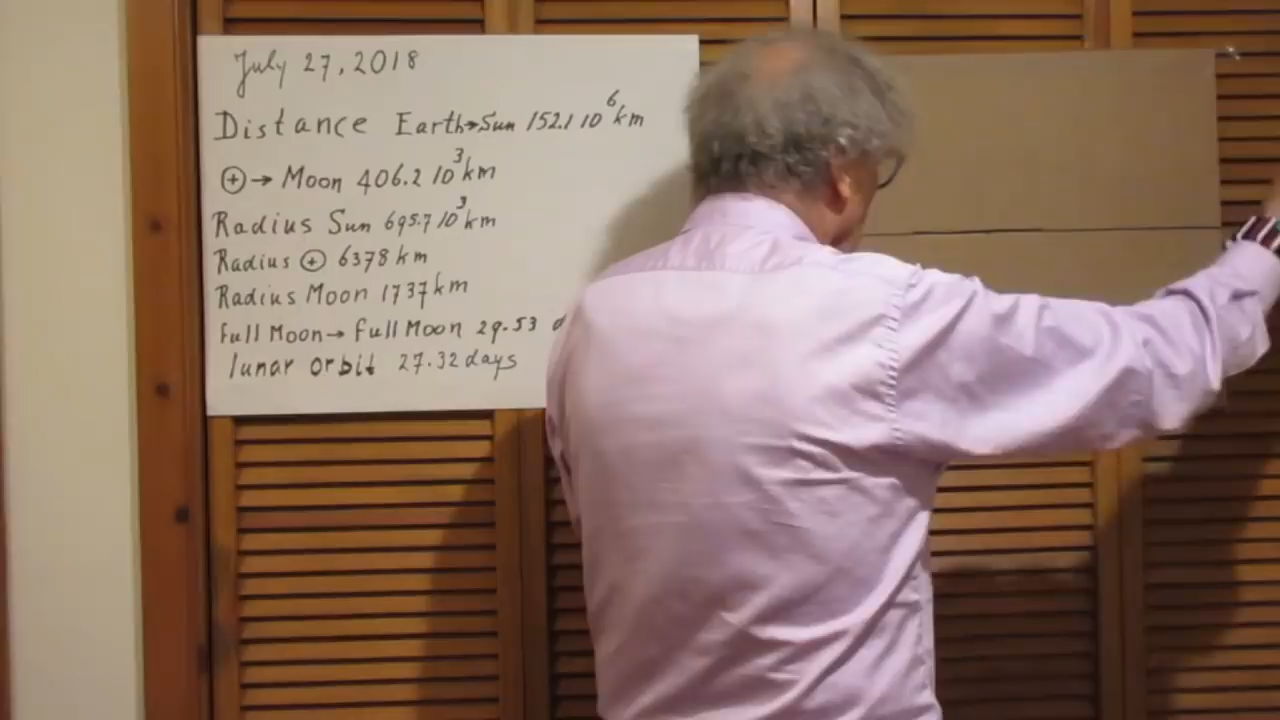 July 27, 2018
Distance Earth→Sun 152.1 10⁶ km
⊕ → Moon 406.2 10³ km
Radius Sun 695.7 10³ km
Radius ⊕ 6378 km
Radius Moon 1737 km
full Moon → full Moon 29.53
lunar orbit 27.32 days